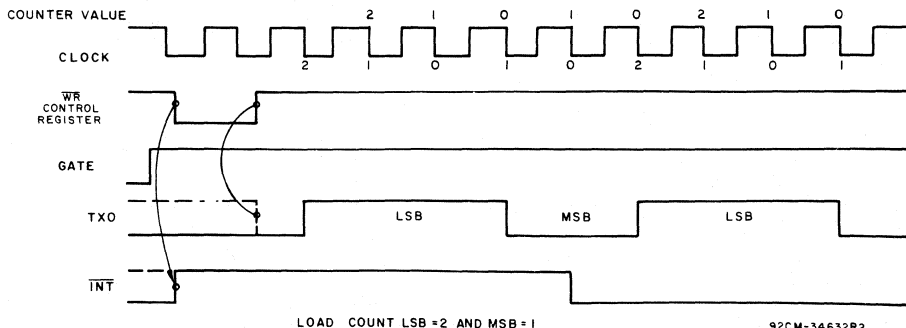 COUNTER VALUE 2 1 0 1 0 2 1 0
CLOCK
2 1 0 1 0 2 1 0 1
WR
CONTROL
REGISTER
GATE
TXO LSB MSB LSB
INT
LOAD COUNT LSB=2 AND MSB=1 92CM-34632R2